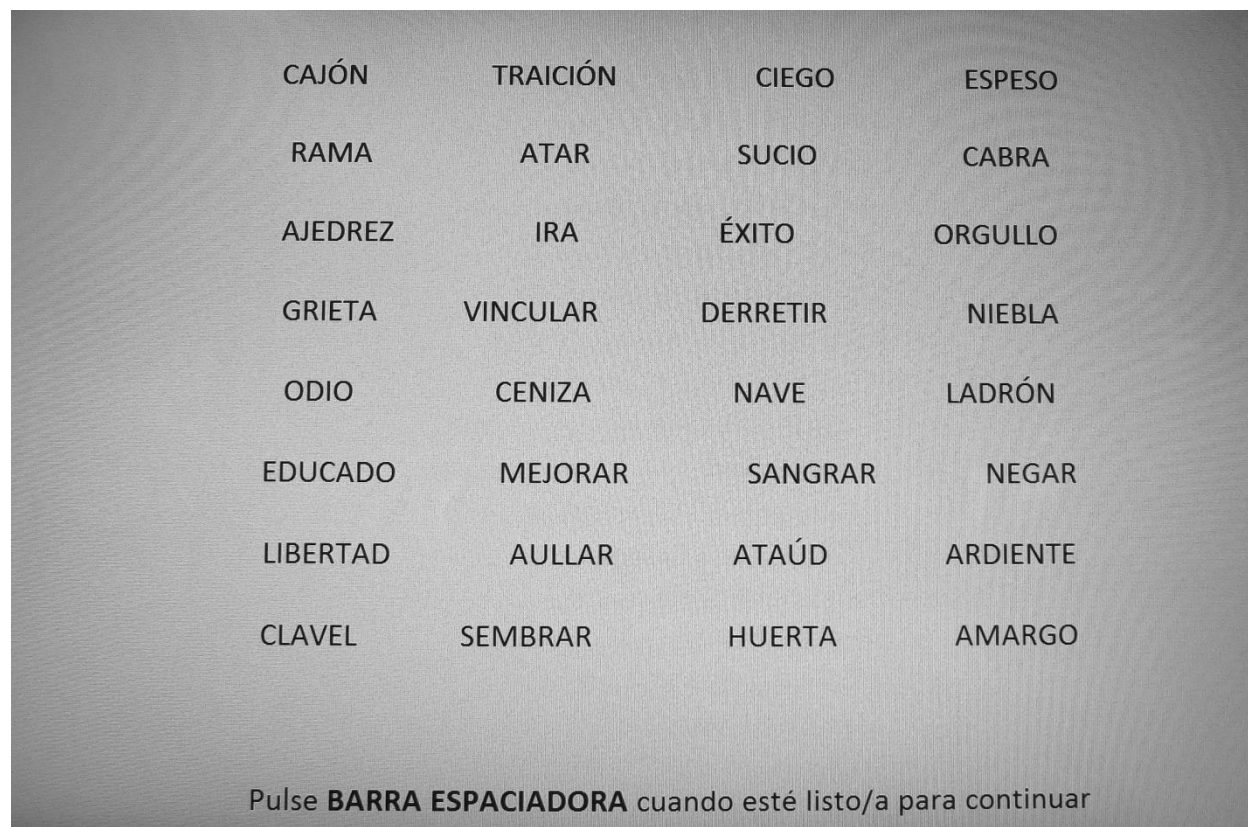 CAJÓN TRAICIÓN CIEGO ESPESO
RAMA ATAR SUCIO CABRA
AJEDREZ IRA ÉXITO ORGULLO
GRIETA VINCULAR DERRETIR NIEBLA
ODIO CENIZA NAVE LADRÓN
EDUCADO MEJORAR SANGRAR NEGAR
LIBERTAD AULLAR ATAÚD ARDIENTE
CLAVEL SEMBRAR HUERTA AMARGO
Pulse BARRA ESPACIADORA cuando esté listo/a para continuar